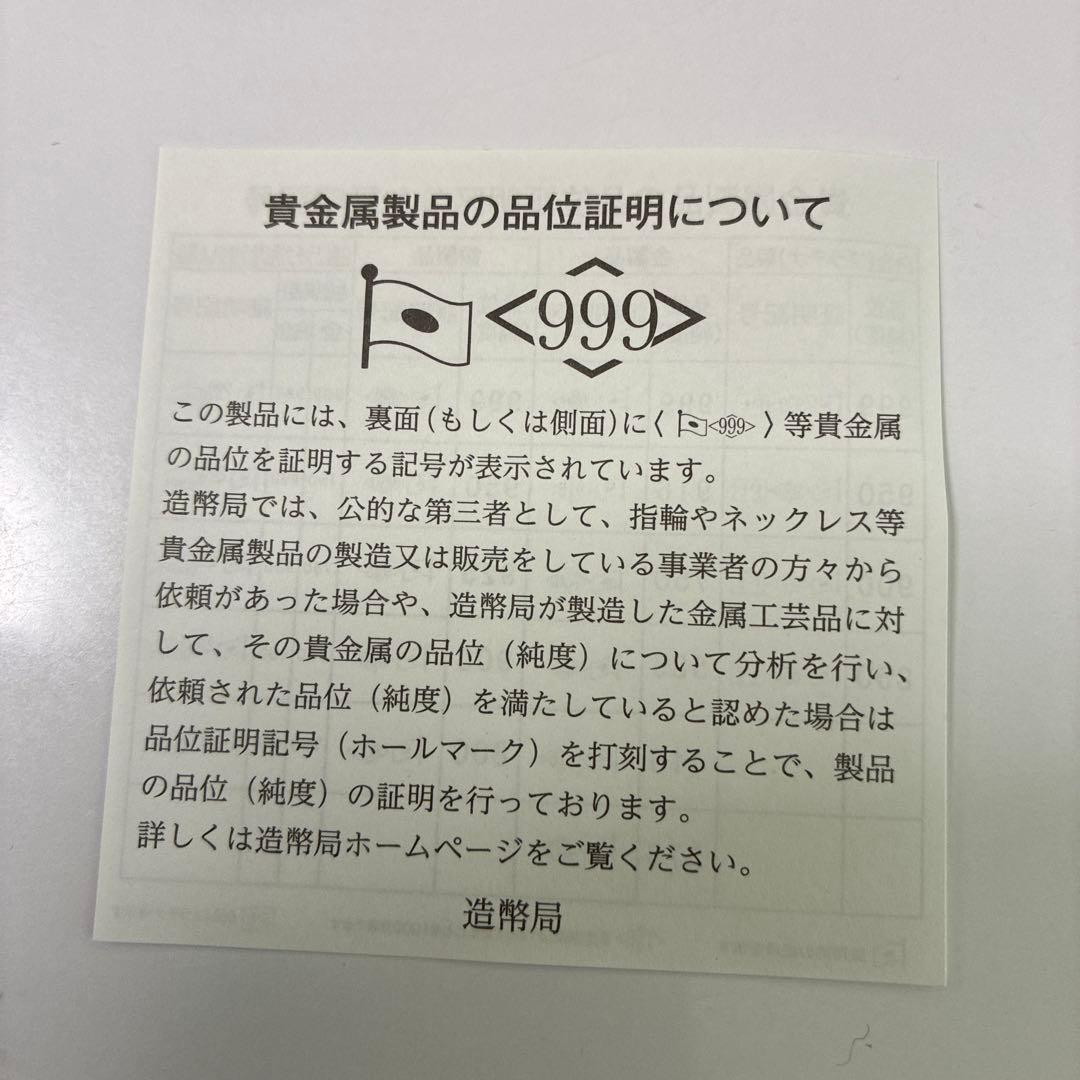 貴金属製品の品位証明について
<999>
この製品には、裏面(もしくは側面)に〈<999>〉等貴金属
の品位を証明する記号が表示されています。
造幣局では、公的な第三者として、指輪やネックレス等
貴金属製品の製造又は販売をしている事業者の方々から
依頼があった場合や、造幣局が製造した金属工芸品に対
して、その貴金属の品位（純度）について分析を行い、
依頼された品位（純度）を満たしていると認めた場合は
品位証明記号（ホールマーク）を打刻することで、製品
の品位（純度）の証明を行っております。
詳しくは造幣局ホームページをご覧ください。
造幣局